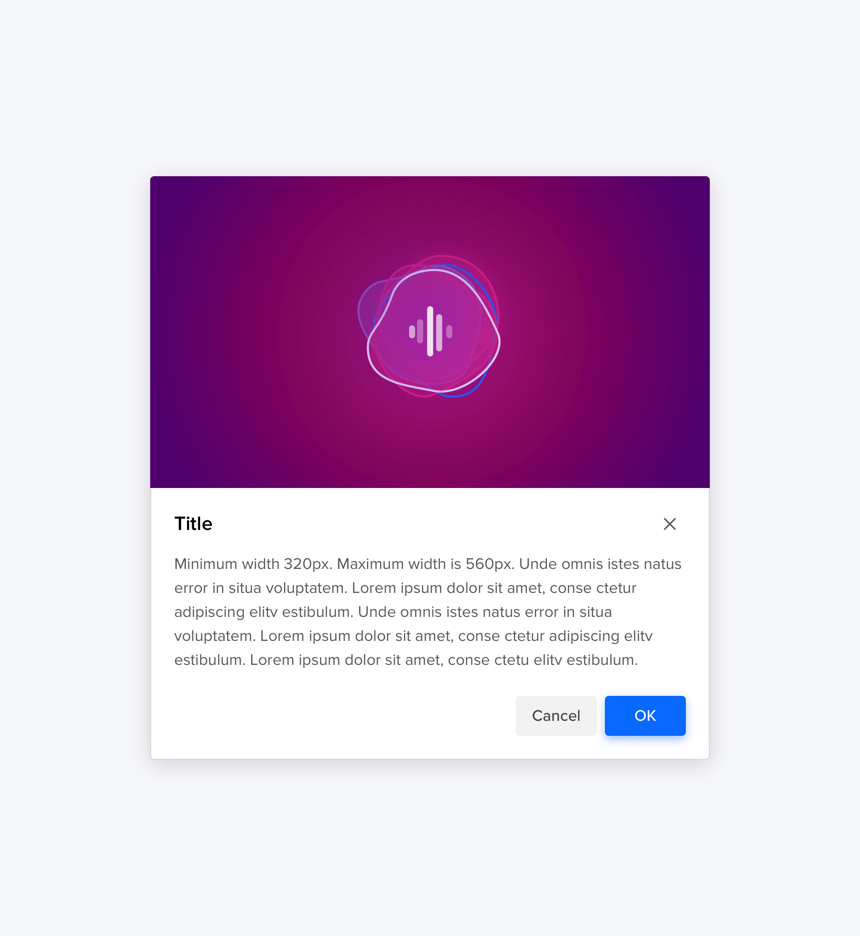 Title
Minimum width 320px. Maximum width is 560px. Unde omnis istes natus
error in situa voluptatem. Lorem ipsum dolor sit amet, conse ctetur
adipiscing elitv estibulum. Unde omnis istes natus error in situa
voluptatem. Lorem ipsum dolor sit amet, conse ctetur adipiscing elitv
estibulum. Lorem ipsum dolor sit amet, conse ctetu elitv estibulum.
Cancel
OK